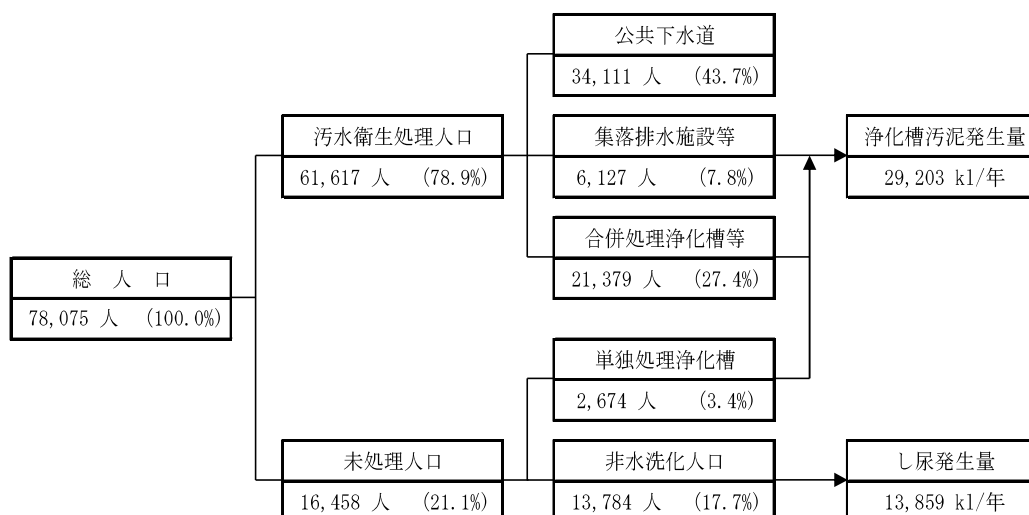 公共下水道
34,111 人 (43.7%)
汚水衛生処理人口
61,617 人 (78.9%)
集落排水施設等
6,127 人 (7.8%)
浄化槽汚泥発生量
29,203 kl/年
合併処理浄化槽等
21,379 人 (27.4%)
総 人 口
78,075 人 (100.0%)
単独処理浄化槽
2,674 人 (3.4%)
未処理人口
16,458 人 (21.1%)
非水洗化人口
13,784 人 (17.7%)
し尿発生量
13,859 kl/年